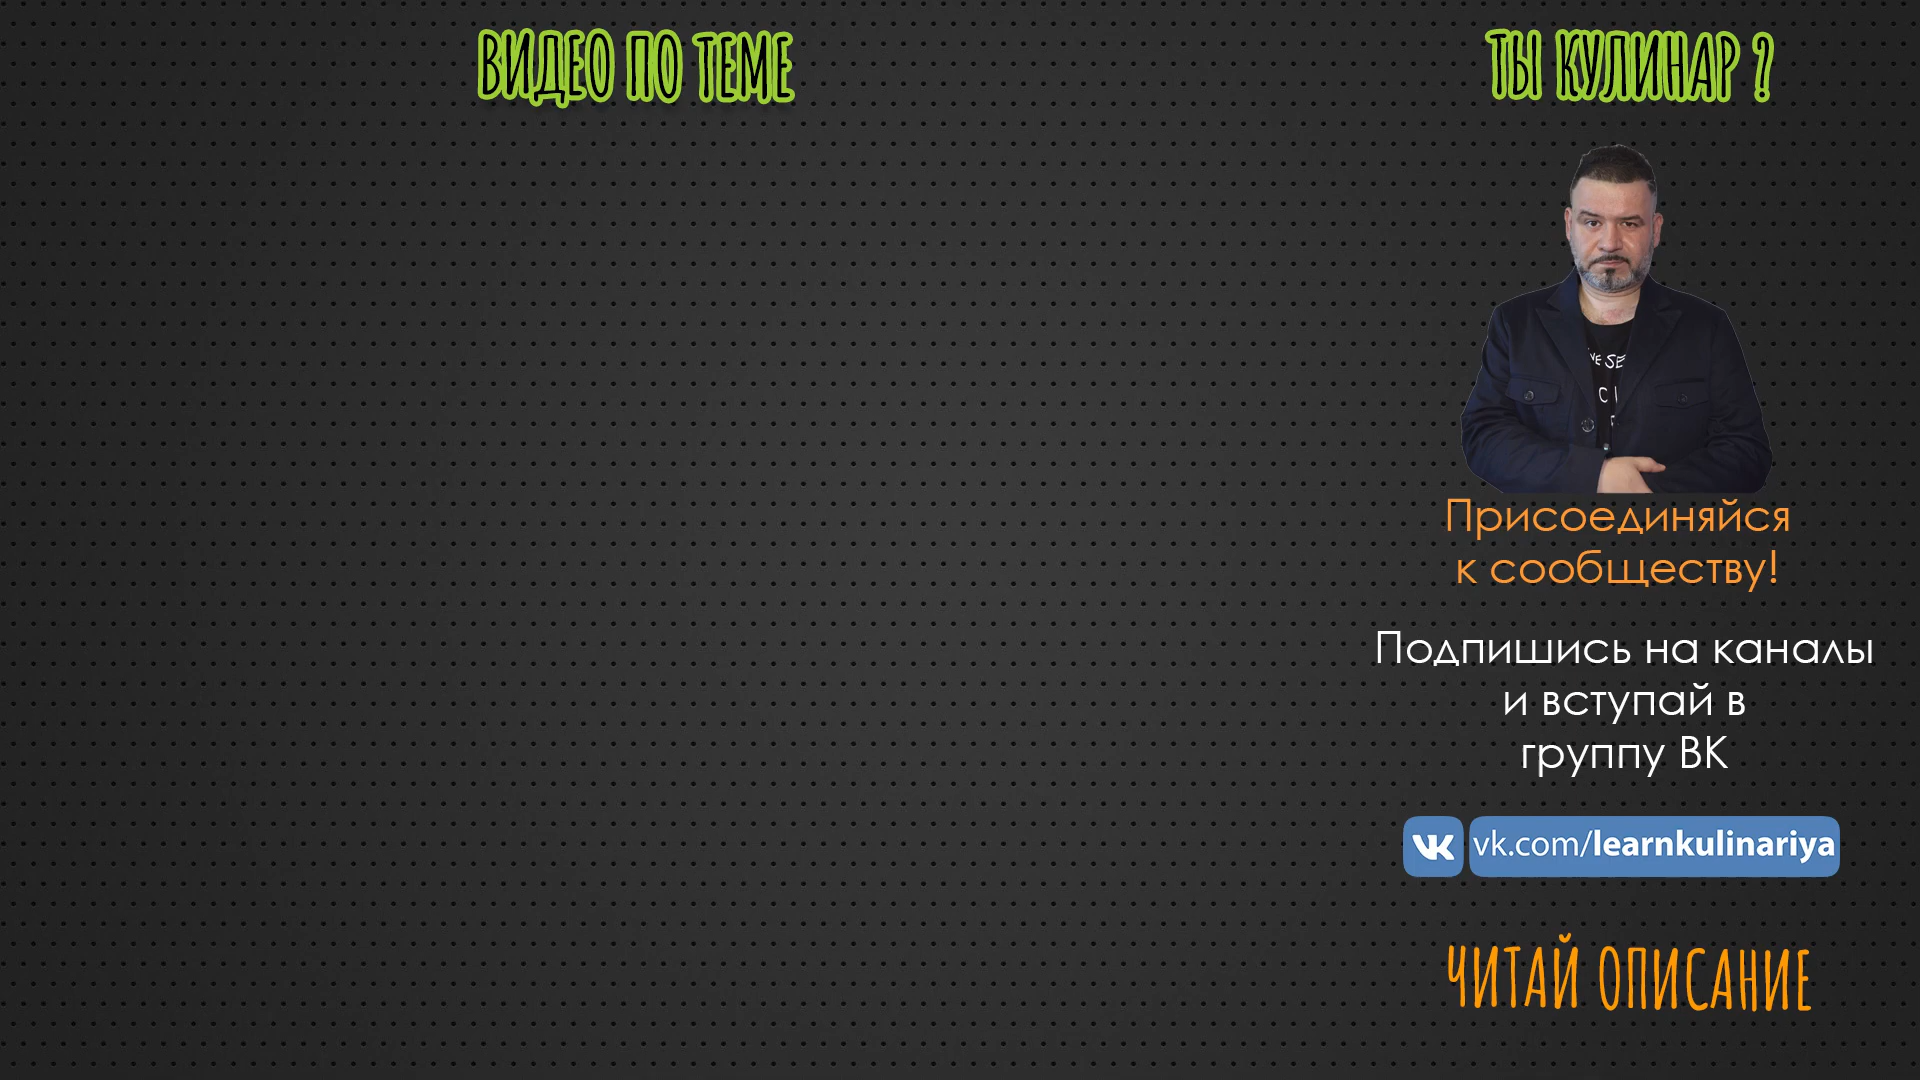 ВИДЕО ПО ТЕМЕ
ТЫ КУЛИНАР ?
Присоединяйся
к сообществу!
Подпишись на каналы
и вступай в
группу ВК
vk.com/learnkulinariya
ЧИТАЙ ОПИСАНИЕ